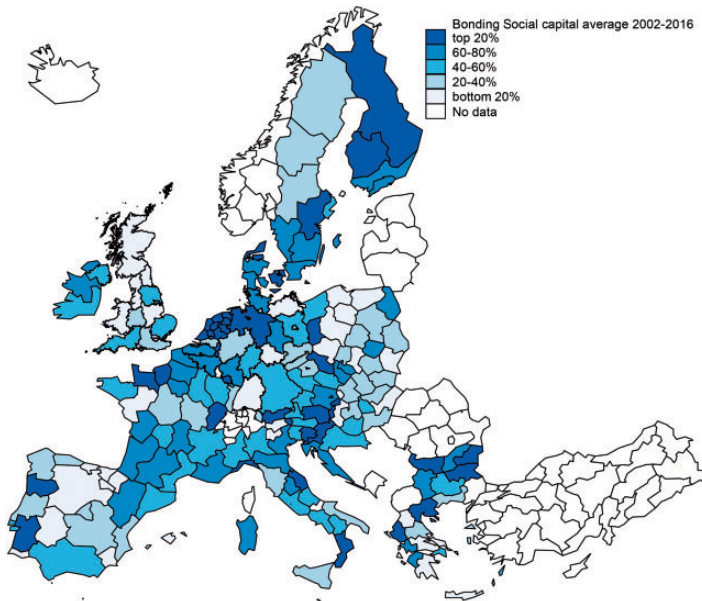 Bonding Social capital average 2002-2016
top 20%
60-80%
40-60%
20-40%
bottom 20%
No data